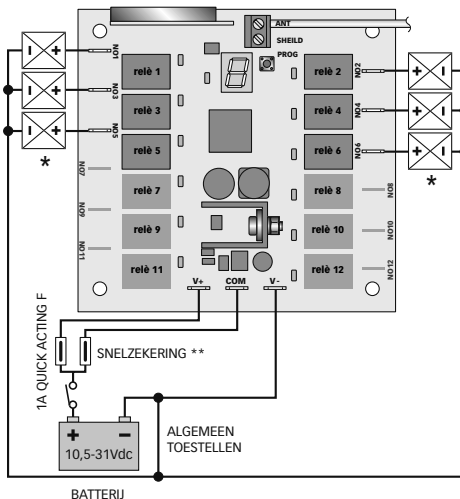 ANT
SHEILD
PROG
NO1
NO3
NO5
NO7
NO9
NO11
relè 1
relè 3
relè 5
relè 7
relè 9
relè 11
relè 2
relè 4
relè 6
relè 8
relè 10
relè 12
NO2
NO4
NO6
NO8
NO10
NO12
- +
- +
- +
*
+ -
+ -
+ -
*
V+ COM V-
1A QUICK ACTING F
SNELZEKERING **
+ -
10,5-31Vdc
BATTERIJ
ALGEMEEN
TOESTELLEN